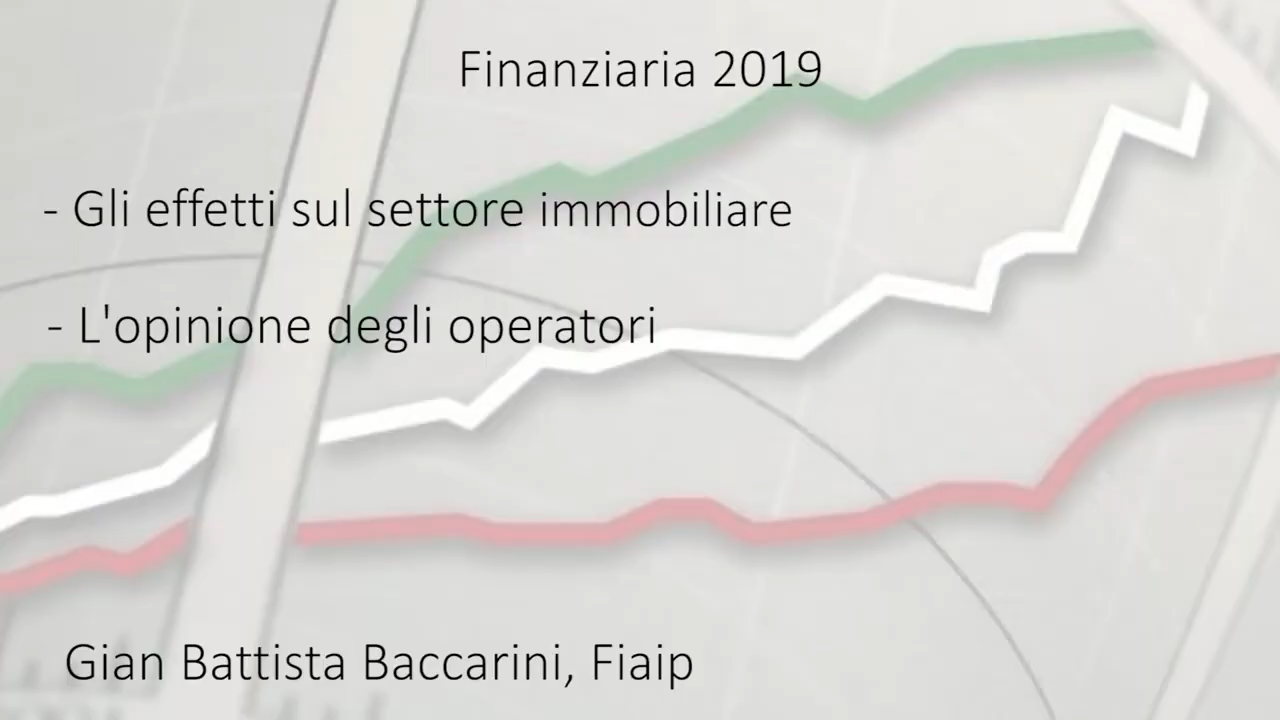 Finanziaria 2019
- Gli effetti sul settore immobiliare
- L'opinione degli operatori
Gian Battista Baccarini, Fiaip